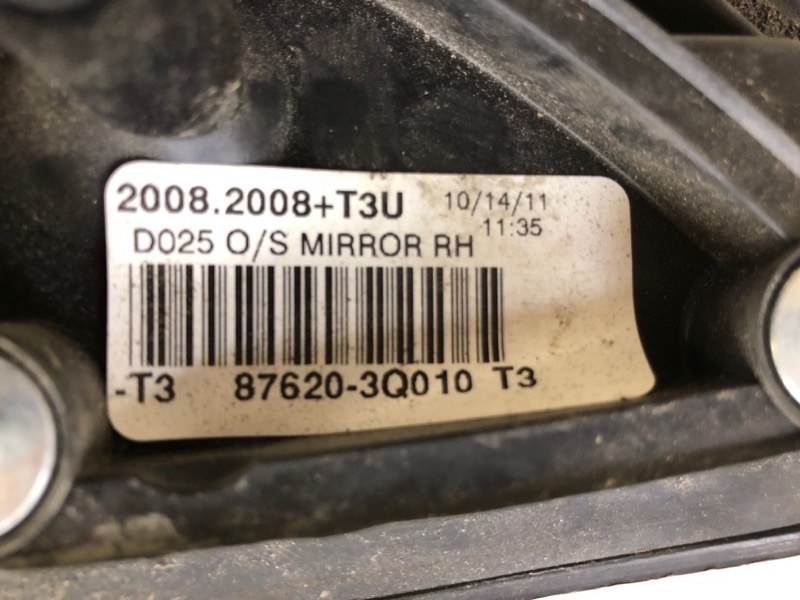 2008.2008+T3U 10/14/11
11:35
D025 O/S MIRROR RH
-T3 87620-3Q010 T3